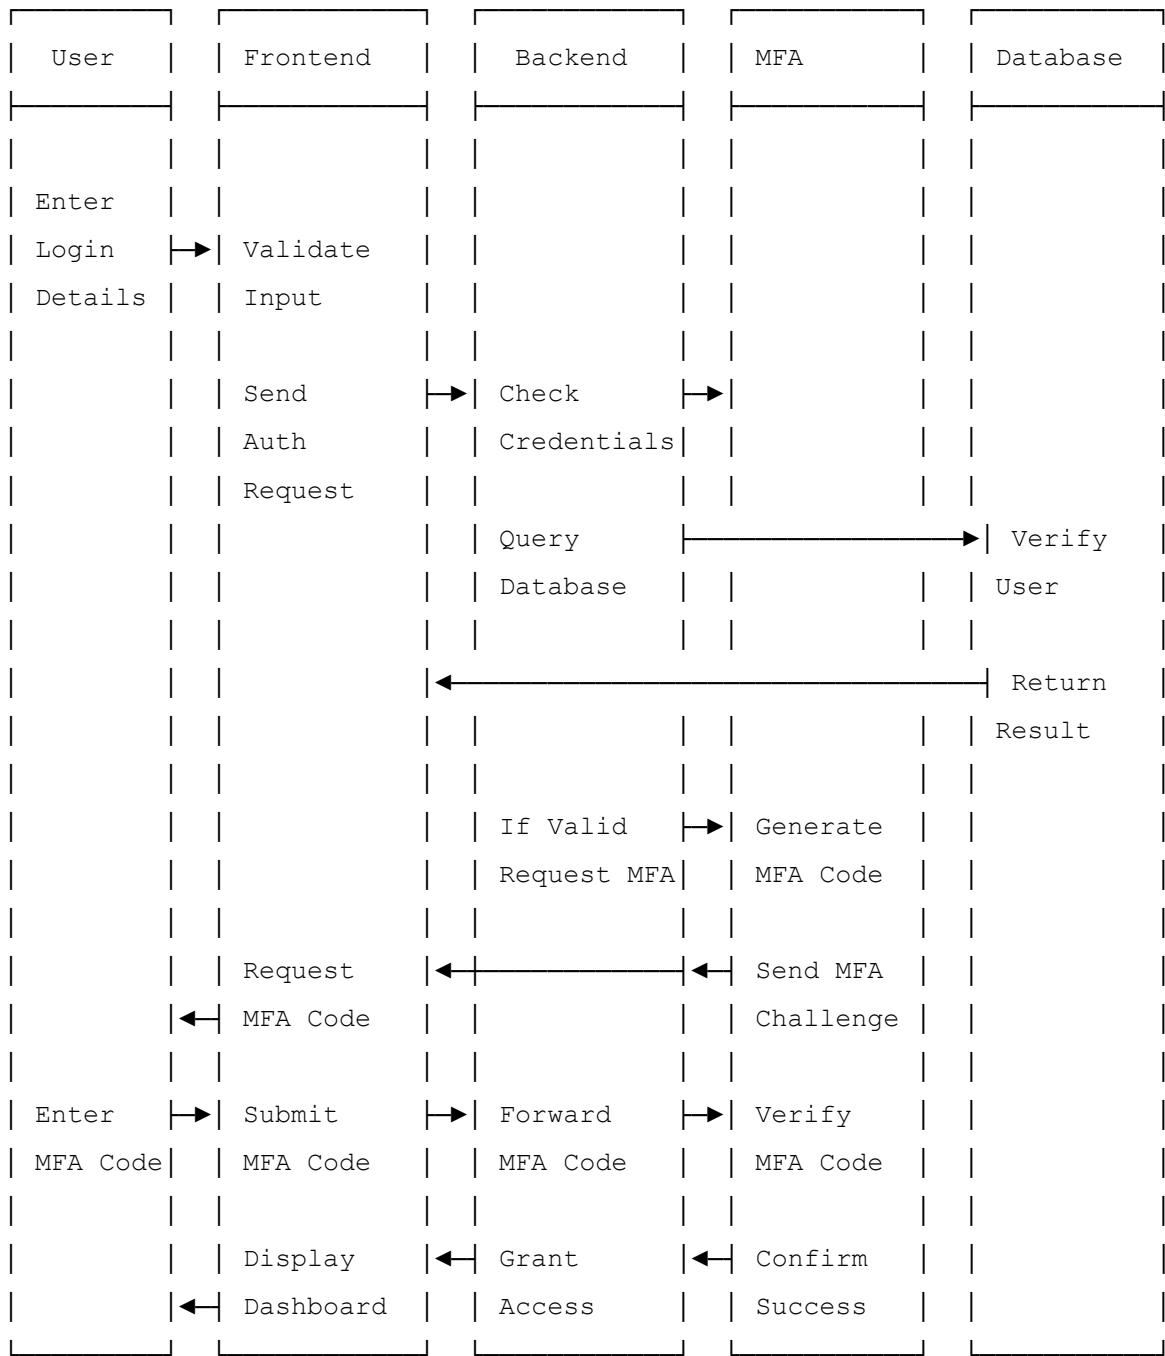 User Frontend Backend MFA Database
Enter
Login Validate
Details Input
Send Check
Auth Credentials
Request
Query Verify
Database User
Return
Result
If Valid Generate
Request MFA MFA Code
Request Send MFA
MFA Code Challenge
Enter Submit Forward Verify
MFA Code MFA Code MFA Code MFA Code
Display Grant Confirm
Dashboard Access Success